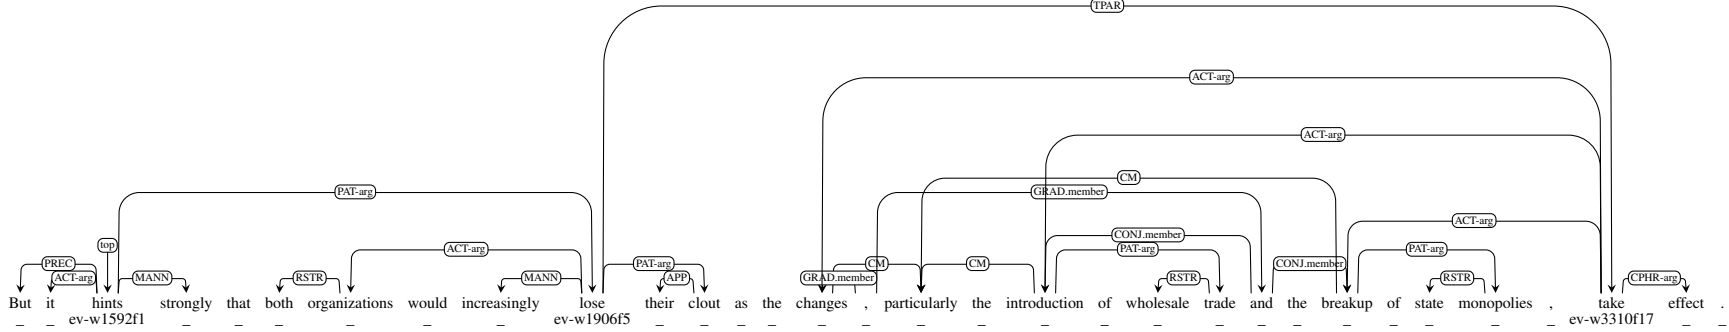 TPAR
ACT-arg
ACT-arg
CM
PAT-arg GRAD.member
ACT-arg
CONJ.member
top ACT-arg PAT-arg PAT-arg
PREC PAT-arg CM CM CONJ.member
ACT-arg MANN RSTR MANN APP GRAD.member RSTR RSTR CPHR-arg
But it hints strongly that both organizations would increasingly lose their clout as the changes , particularly the introduction of wholesale trade and the breakup of state monopolies , take effect .
_ _ ev-w1592f1 _ _ _ _ _ _ ev-w1906f5 _ _ _ _ _ _ _ _ _ _ _ _ _ _ _ _ _ _ _ ev-w3310f17 _ _